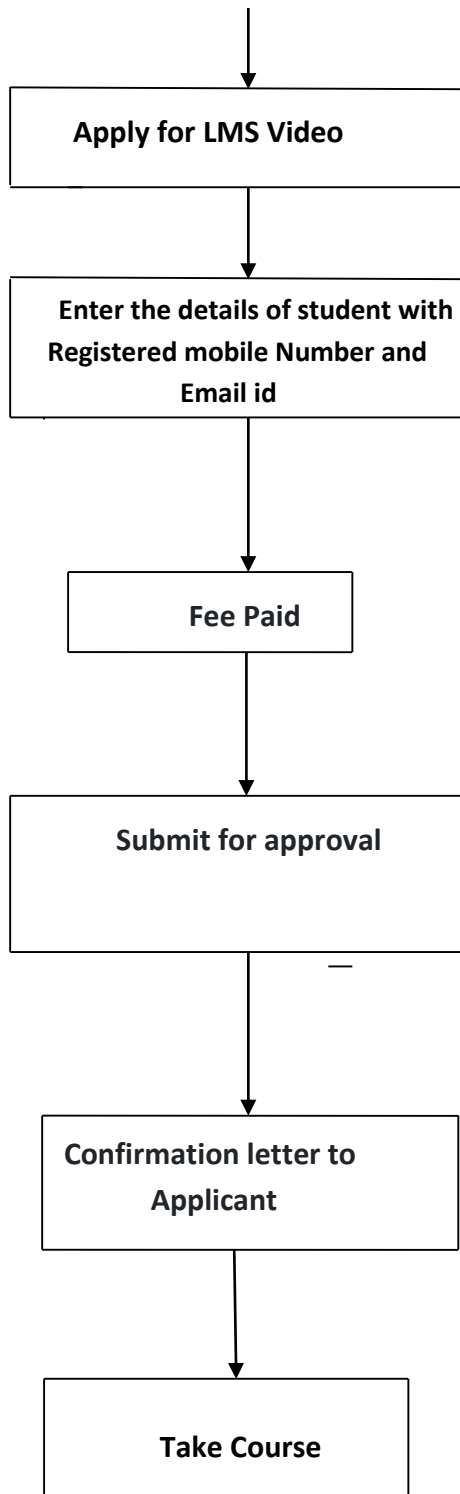 Apply for LMS Video
Enter the details of student with
Registered mobile Number and
Email id
Fee Paid
Submit for approval
Confirmation letter to
Applicant
Take Course